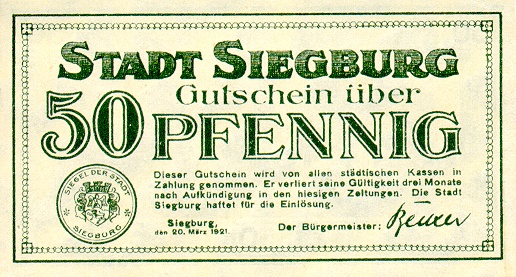 STADT SIEGBURG
Gutschein über
50 PFENNIG
Dieser Gutschein wird von allen städtischen Kassen in
Zahlung genommen. Er verliert seine Gültigkeit drei Monate
nach Aufkündigung in den hiesigen Zeitungen. Die Stadt
Siegburg haftet für die Einlösung.
SIEGEL DER STADT
SIEGBURG
Siegburg,
den 20. März 1921.
Der Bürgermeister: